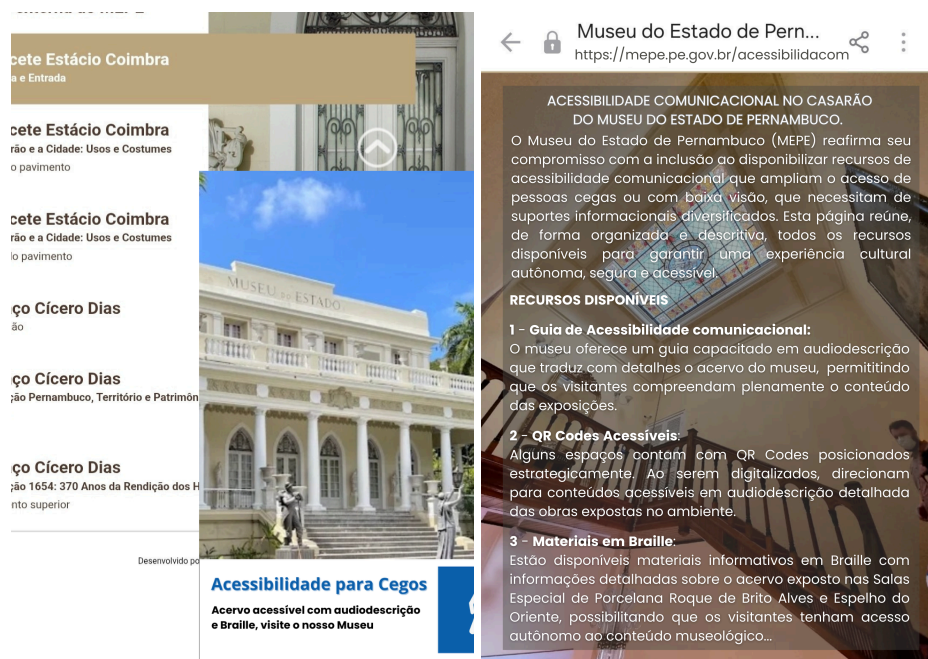 cete Estácio Coimbra
a e Entrada
cete Estácio Coimbra
rão e a Cidade: Usos e Costumes
o pavimento
cete Estácio Coimbra
rão e a Cidade: Usos e Costumes
lo pavimento
ço Cícero Dias
ão
ço Cícero Dias
ção Pernambuco, Território e Patrimôn
ço Cícero Dias
ção 1654: 370 Anos da Rendição dos H
nto superior
Desenvolvido po
MUSEU DO ESTADO
Acessibilidade para Cegos
Acervo acessível com audiodescrição
e Braille, visite o nosso Museu
Museu do Estado de Pern...
https://mepe.pe.gov.br/acessibilidacom
ACESSIBILIDADE COMUNICACIONAL NO CASARÃO
DO MUSEU DO ESTADO DE PERNAMBUCO.
O Museu do Estado de Pernambuco (MEPE) reafirma seu
compromisso com a inclusão ao disponibilizar recursos de
acessibilidade comunicacional que ampliam o acesso de
pessoas cegas ou com baixa visão, que necessitam de
suportes informacionais diversificados. Esta página reúne,
de forma organizada e descritiva, todos os recursos
disponíveis para garantir uma experiência cultural
autônoma, segura e acessível.
RECURSOS DISPONÍVEIS
1 - Guia de Acessibilidade comunicacional:
O museu oferece um guia capacitado em audiodescrição
que traduz com detalhes o acervo do museu, permititindo
que os visitantes compreendam plenamente o conteúdo
das exposições.
2 - QR Codes Acessíveis:
Alguns espaços contam com QR Codes posicionados
estrategicamente. Ao serem digitalizados, direcionam
para conteúdos acessíveis em audiodescrição detalhada
das obras expostas no ambiente.
3 - Materiais em Braille:
Estão disponíveis materiais informativos em Braille com
informações detalhadas sobre o acervo exposto nas Salas
Especial de Porcelana Roque de Brito Alves e Espelho do
Oriente, possibilitando que os visitantes tenham acesso
autônomo ao conteúdo museológico...